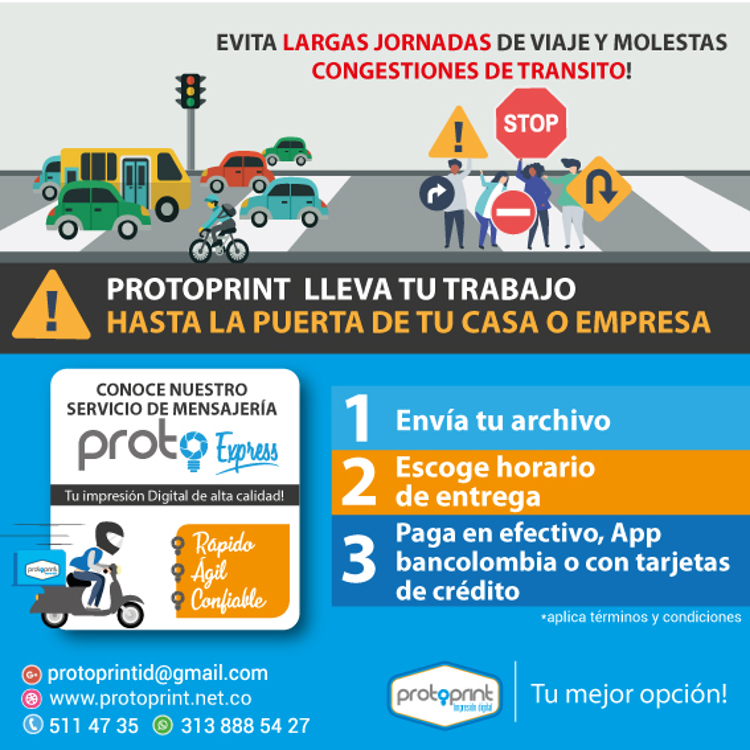 EVITA LARGAS JORNADAS DE VIAJE Y MOLESTAS
CONGESTIONES DE TRANSITO!
STOP
PROTOPRINT LLEVA TU TRABAJO
HASTA LA PUERTA DE TU CASA O EMPRESA
CONOCE NUESTRO
SERVICIO DE MENSAJERÍA
proto Express
Tu impresión Digital de alta calidad!
Rápido
Ágil
Confiable
protoprint
1 Envía tu archivo
2 Escoge horario
de entrega
3 Paga en efectivo, App
bancolombia o con tarjetas
de crédito
*aplica términos y condiciones
protoprintid@gmail.com
www.protoprint.net.co
511 47 35 313 888 54 27
protoprint
impresión digital
Tu mejor opción!